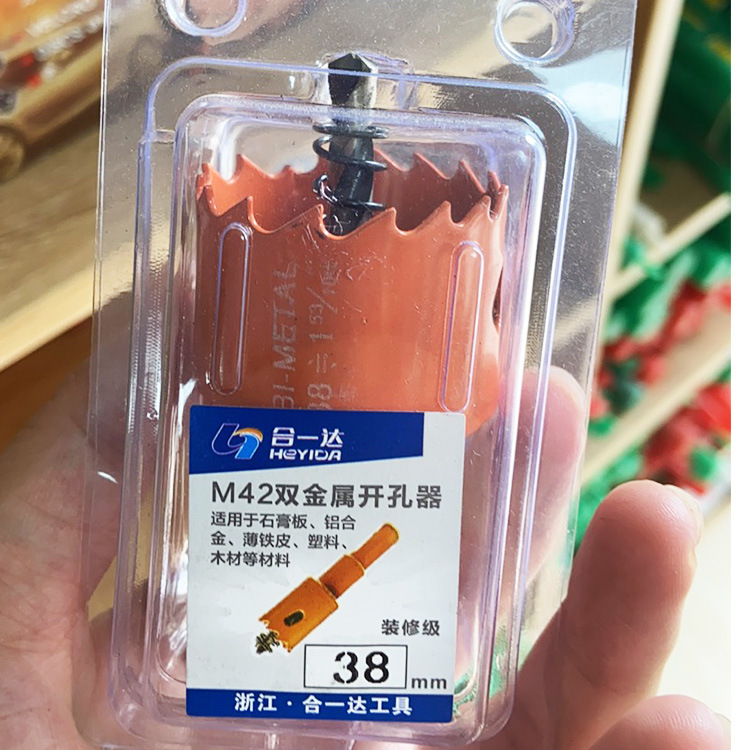 BI-METAL
合一达
HEYIDA
M42双金属开孔器
适用于石膏板、铝合
金、薄铁皮、塑料、
木材等材料
装修级
38 mm
浙江·合一达工具